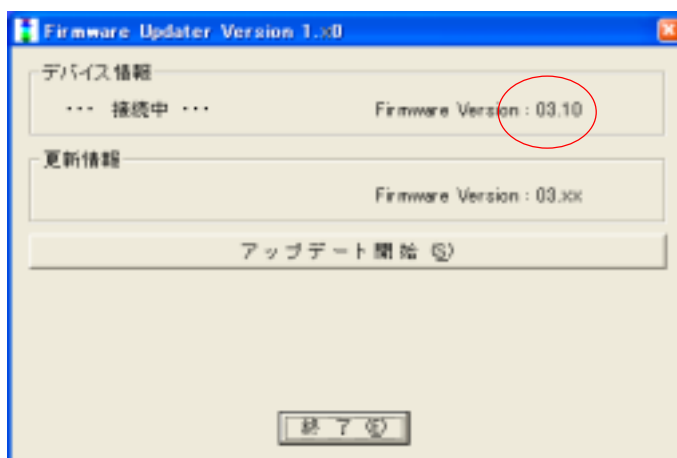 Firmware Updater Version 1.x0
デバイス情報
･･･ 接続中 ･･･ Firmware Version : 03.10
更新情報
Firmware Version : 03.xx
アップデート開始 (S)
終了(E)